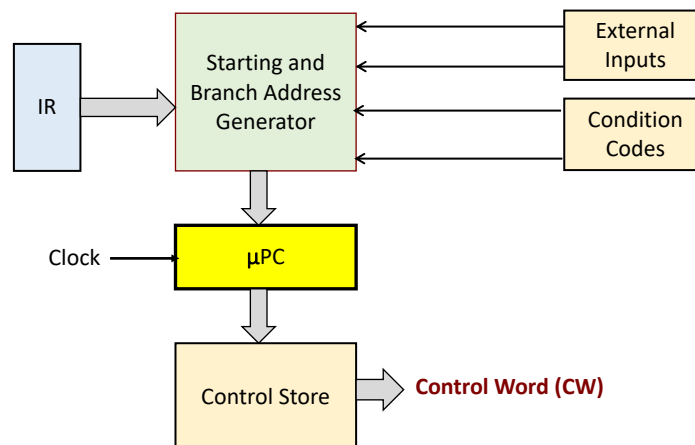 IR
Starting and
Branch Address
Generator
External
Inputs
Condition
Codes
Clock
μPC
Control Store
Control Word (CW)